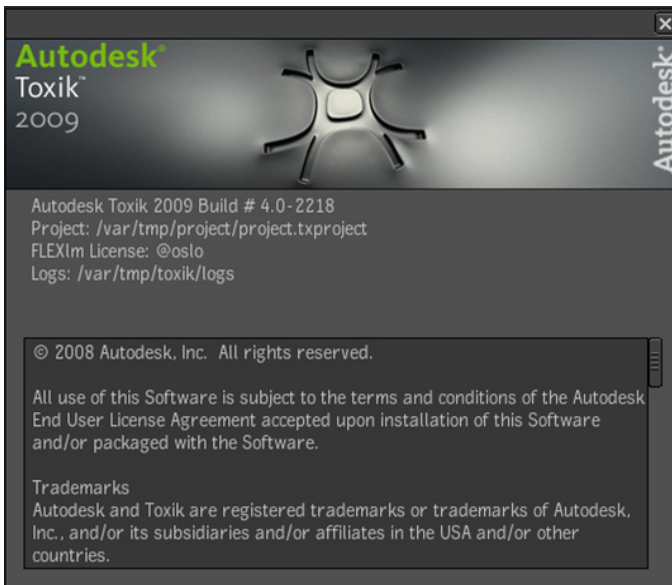 Autodesk®
Toxik™
2009
Autodesk®
Autodesk Toxik 2009 Build # 4.0-2218
Project: /var/tmp/project/project.txproject
FLEXlm License: @oslo
Logs: /var/tmp/toxik/logs
© 2008 Autodesk, Inc.  All rights reserved.
All use of this Software is subject to the terms and conditions of the Autodesk
End User License Agreement accepted upon installation of this Software
and/or packaged with the Software.
Trademarks
Autodesk and Toxik are registered trademarks or trademarks of Autodesk,
Inc., and/or its subsidiaries and/or affiliates in the USA and/or other
countries.